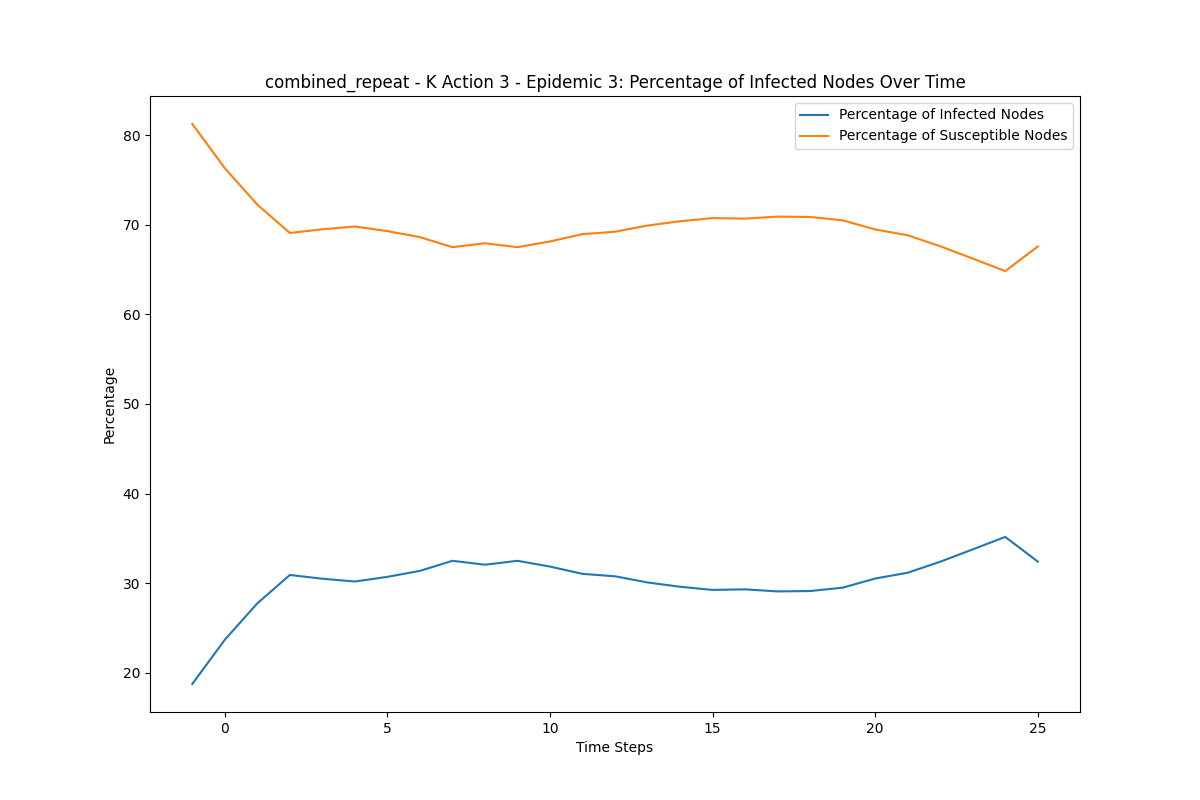 combined_repeat - K Action 3 - Epidemic 3: Percentage of Infected Nodes Over Time
Percentage of Infected Nodes
Percentage of Susceptible Nodes
80
70
60
50
40
30
20
Percentage
0 5 10 15 20 25
Time Steps